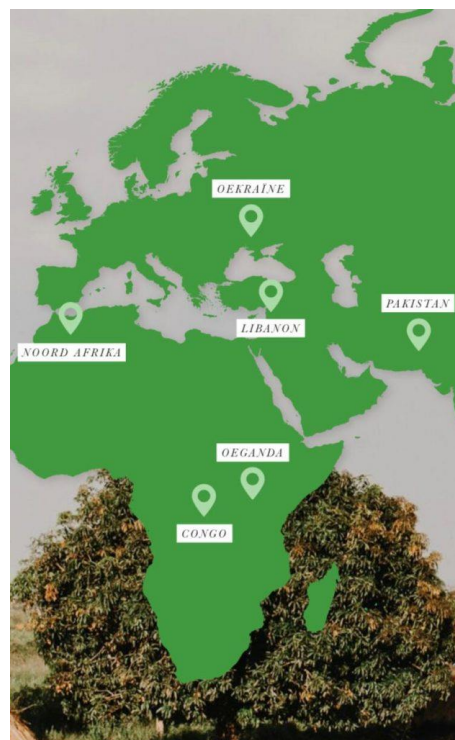 OEKRAÏNE
PAKISTAN
LIBANON
NOORD AFRIKA
OEGANDA
CONGO